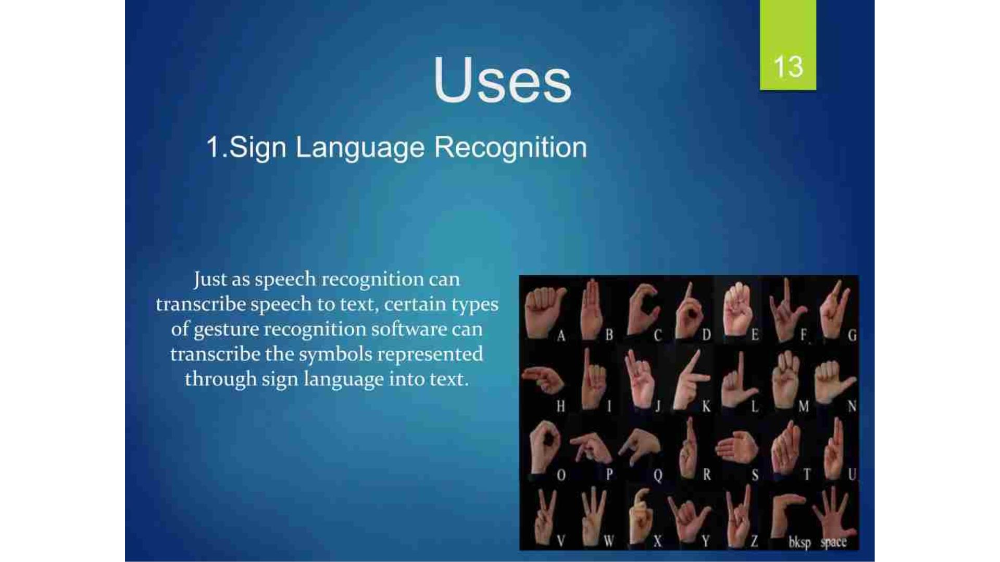 13
Uses
1.Sign Language Recognition
Just as speech recognition can
transcribe speech to text, certain types
of gesture recognition software can
transcribe the symbols represented
through sign language into text.
A B C D E F G
H I J K L M N
O P Q R S T U
V W X Y Z bksp space